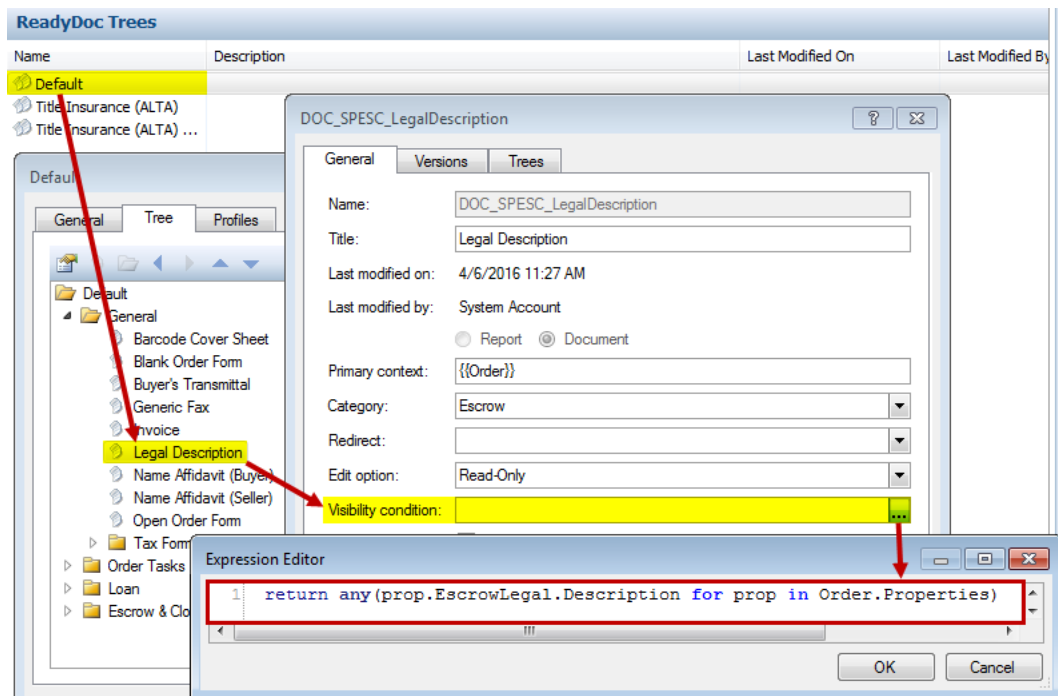 ReadyDoc Trees
Name Description Last Modified On Last Modified By
Default
Title Insurance (ALTA)
Title Insurance (ALTA) ...
DOC_SPESC_LegalDescription
General Versions Trees
Name: DOC_SPESC_LegalDescription
Title: Legal Description
Last modified on: 4/6/2016 11:27 AM
Last modified by: System Account
Report Document
Primary context: {{Order}}
Category: Escrow
Redirect:
Edit option: Read-Only
Visibility condition: ...
Default
General Tree Profiles
Default
General
Barcode Cover Sheet
Blank Order Form
Buyer's Transmittal
Generic Fax
Invoice
Legal Description
Name Affidavit (Buyer)
Name Affidavit (Seller)
Open Order Form
Tax Form
Order Tasks
Loan
Escrow & Clo
Expression Editor
1 return any(prop.EscrowLegal.Description for prop in Order.Properties)
OK Cancel